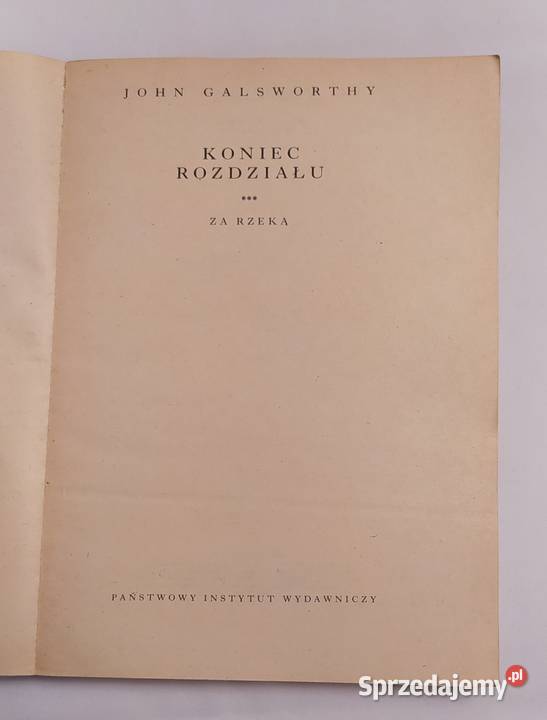 JOHN GALSWORTHY
KONIEC
ROZDZIAŁU
***
ZA RZEKĄ
PAŃSTWOWY INSTYTUT WYDAWNICZY
Sprzedajemy.pl